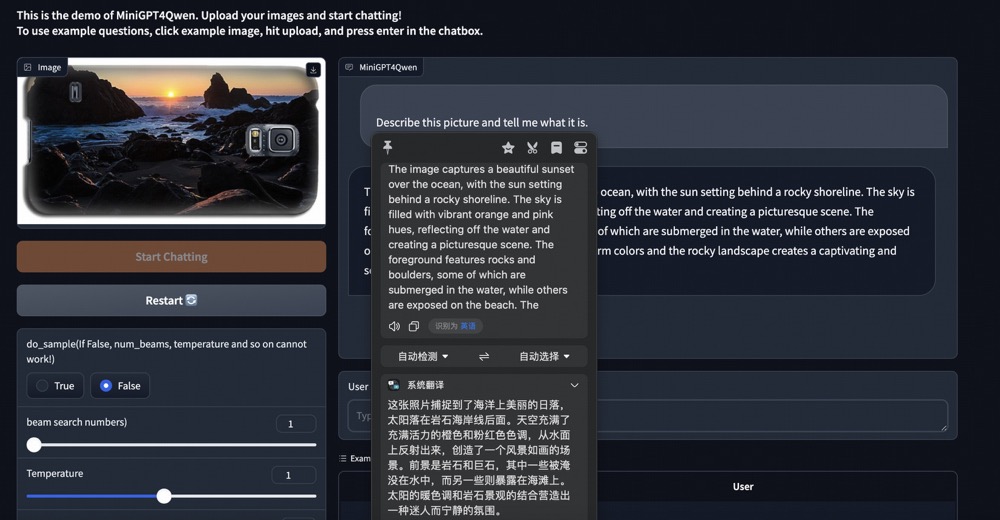 This is the demo of MiniGPT4Qwen. Upload your images and start chatting!
To use example questions, click example image, hit upload, and press enter in the chatbox.
Image
Start Chatting
Restart
do_sample(If False, num_beams, temperature and so on cannot
work!)
True
False
beam search numbers)
1
Temperature
1
MiniGPT4Qwen
Describe this picture and tell me what it is.
ocean, with the sun setting behind a rocky shoreline. The sky is
ting off the water and creating a picturesque scene. The
of which are submerged in the water, while others are exposed
rm colors and the rocky landscape creates a captivating and
The image captures a beautiful sunset
over the ocean, with the sun setting
behind a rocky shoreline. The sky is
filled with vibrant orange and pink
hues, reflecting off the water and
creating a picturesque scene. The
foreground features rocks and
boulders, some of which are
submerged in the water, while others
are exposed on the beach. The
识别为 英语
自动检测
自动选择
系统翻译
这张照片捕捉到了海洋上美丽的日落，
太阳落在岩石海岸线后面。天空充满了
充满活力的橙色和粉红色色调，从水面
上反射出来，创造了一个风景如画的场
景。前景是岩石和巨石，其中一些被淹
没在水中，而另一些则暴露在海滩上。
太阳的暖色调和岩石景观的结合营造出
一种迷人而宁静的氛围。
User
Typ
Exam
User